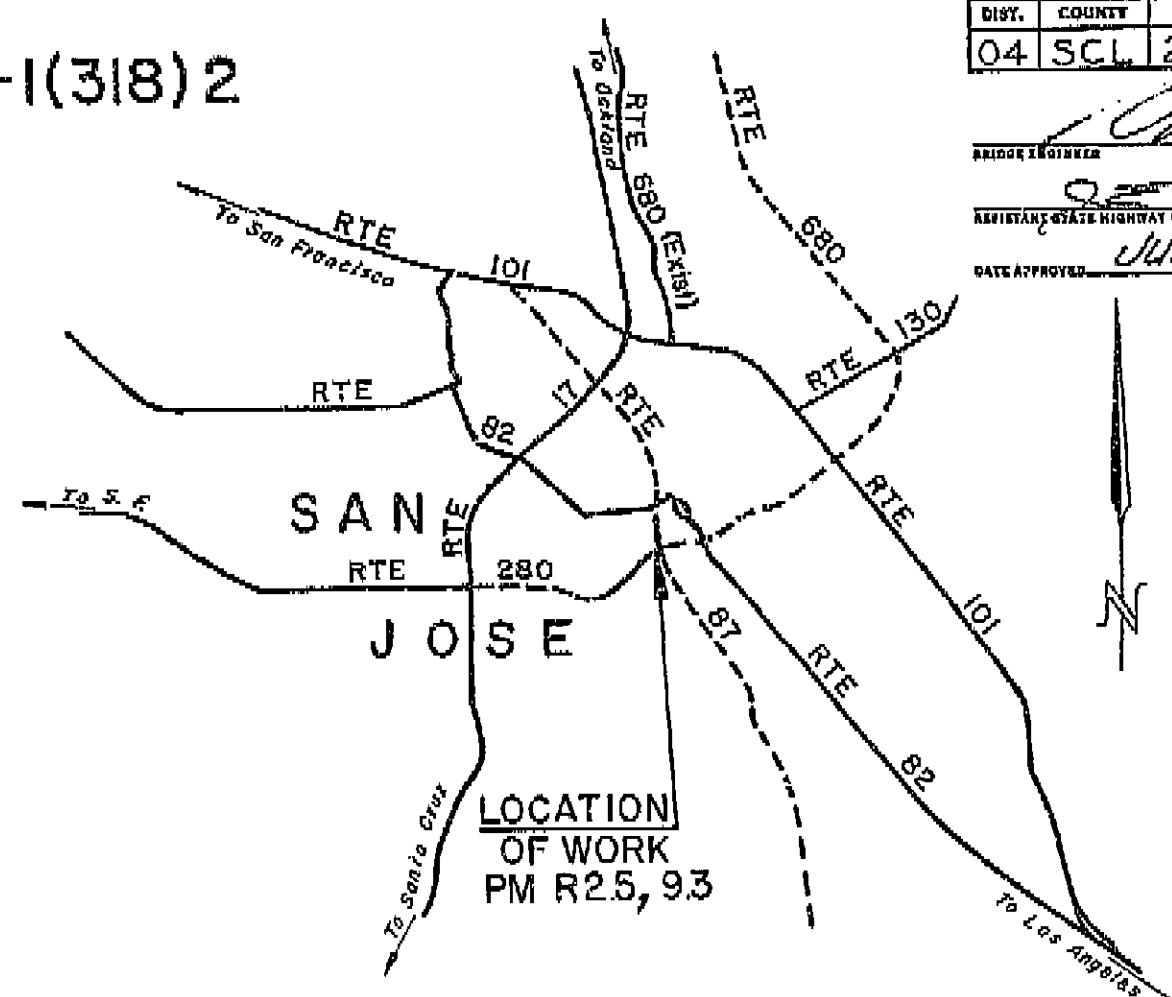 -1(318)2
DIST. COUNTY
04 SCL 2
BRIDGE ENGINEER
ASSISTANT STATE HIGHWAY
DATE APPROVED
To Oakland
RTE 680 (Exist)
RTE 680
To San Francisco
RTE 101
RTE 130
RTE
RTE 17
RTE
82
RTE
To S. F.
SAN
RTE 280
JOSE
87
RTE 101
RTE 82
N
LOCATION
OF WORK
PM R2.5, 9.3
To Santa Cruz
To Los Angeles